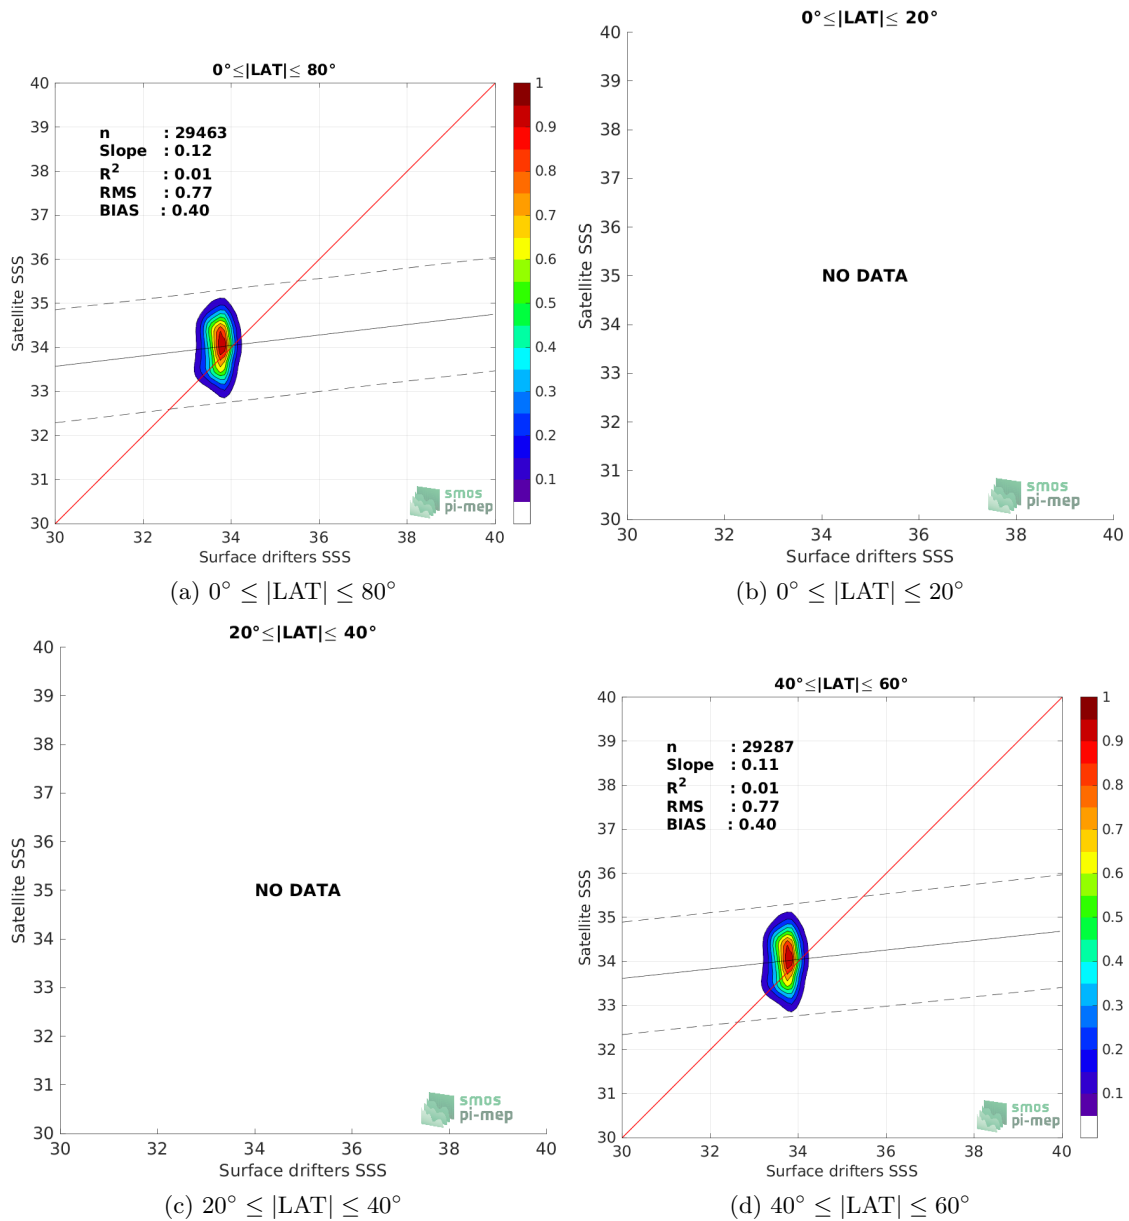 0°≤|LAT|≤ 80°
40
39
38
37
36
35
34
33
32
31
30
Satellite SSS
n : 29463
Slope : 0.12
R² : 0.01
RMS : 0.77
BIAS : 0.40
smos
pi-mep
30 32 34 36 38 40
Surface drifters SSS
1
0.9
0.8
0.7
0.6
0.5
0.4
0.3
0.2
0.1
(a) 0° ≤ |LAT| ≤ 80°
0°≤|LAT|≤ 20°
40
39
38
37
36
35
34
33
32
31
30
Satellite SSS
NO DATA
smos
pi-mep
30 32 34 36 38 40
Surface drifters SSS
(b) 0° ≤ |LAT| ≤ 20°
20°≤|LAT|≤ 40°
40
39
38
37
36
35
34
33
32
31
30
Satellite SSS
NO DATA
smos
pi-mep
30 32 34 36 38 40
Surface drifters SSS
(c) 20° ≤ |LAT| ≤ 40°
40°≤|LAT|≤ 60°
40
39
38
37
36
35
34
33
32
31
30
Satellite SSS
n : 29287
Slope : 0.11
R² : 0.01
RMS : 0.77
BIAS : 0.40
smos
pi-mep
30 32 34 36 38 40
Surface drifters SSS
1
0.9
0.8
0.7
0.6
0.5
0.4
0.3
0.2
0.1
(d) 40° ≤ |LAT| ≤ 60°